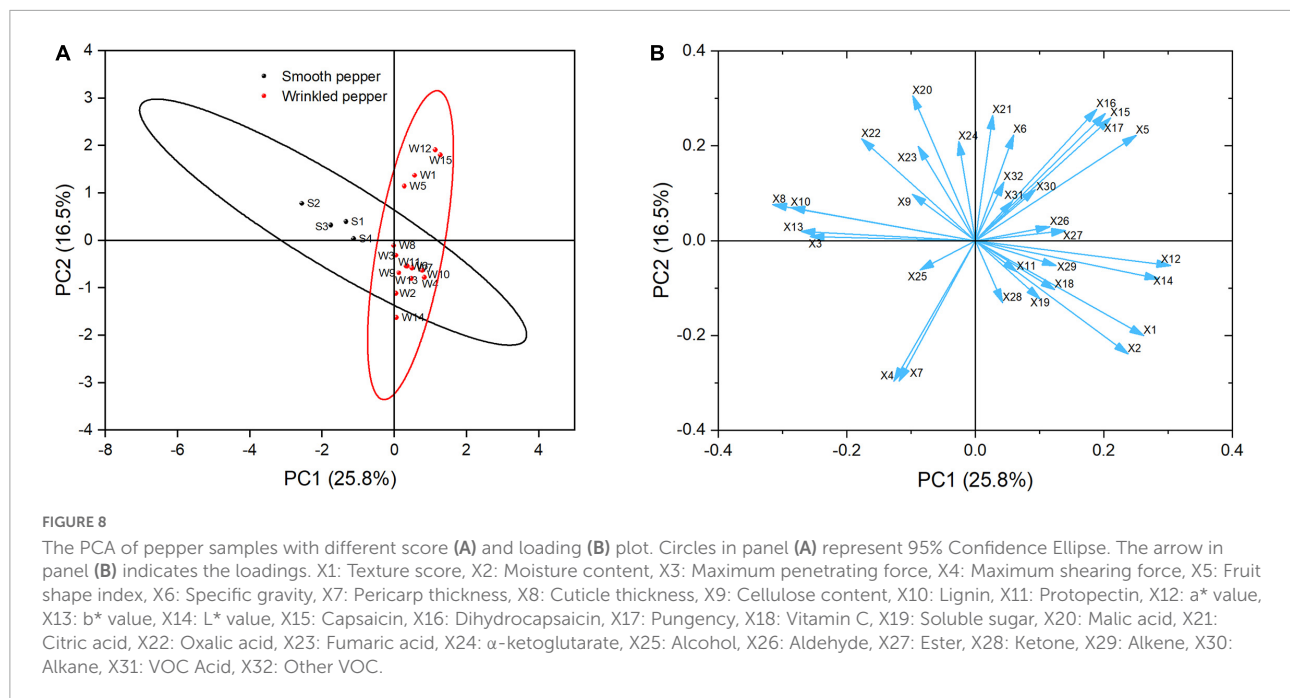 A
Smooth pepper
Wrinkled pepper
4
3
2
1
0
-1
-2
-3
-4
PC2 (16.5%)
W12
W15
W1
W5
S2
S1
S3
S4
W8
W3
W11
W7
W9
W10
W13
W4
W2
W14
-8
-6
-4
-2
0
2
4
6
PC1 (25.8%)
B
0.4
0.2
0.0
-0.2
-0.4
PC2 (16.5%)
X20
X21
X16
X15
X17
X5
X22
X24
X6
X23
X32
X30
X31
X9
X8
X10
X26
X27
X13
X3
X12
X14
X29
X11
X25
X18
X28
X19
X1
X2
X4
X7
-0.4
-0.2
0.0
0.2
0.4
PC1 (25.8%)
FIGURE 8
The PCA of pepper samples with different score (A) and loading (B) plot. Circles in panel (A) represent 95% Confidence Ellipse. The arrow in
panel (B) indicates the loadings. X1: Texture score, X2: Moisture content, X3: Maximum penetrating force, X4: Maximum shearing force, X5: Fruit
shape index, X6: Specific gravity, X7: Pericarp thickness, X8: Cuticle thickness, X9: Cellulose content, X10: Lignin, X11: Protopectin, X12: a* value,
X13: b* value, X14: L* value, X15: Capsaicin, X16: Dihydrocapsaicin, X17: Pungency, X18: Vitamin C, X19: Soluble sugar, X20: Malic acid, X21:
Citric acid, X22: Oxalic acid, X23: Fumaric acid, X24: α-ketoglutarate, X25: Alcohol, X26: Aldehyde, X27: Ester, X28: Ketone, X29: Alkene, X30:
Alkane, X31: VOC Acid, X32: Other VOC.